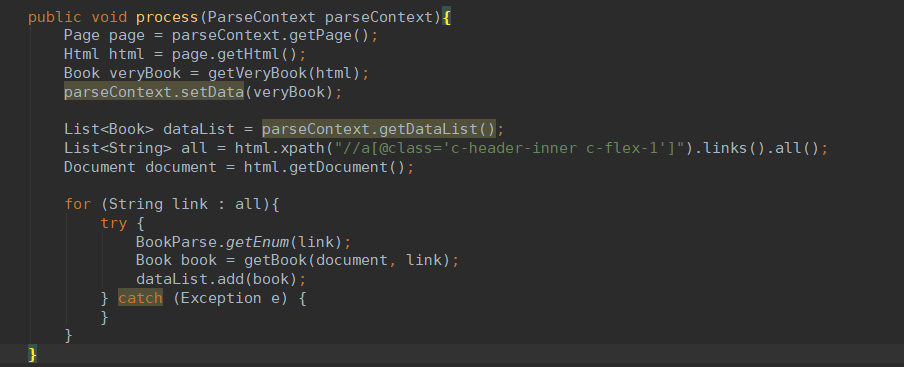 public void process(ParseContext parseContext){
Page page = parseContext.getPage();
Html html = page.getHtml();
Book veryBook = getVeryBook(html);
parseContext.setData(veryBook);
List<Book> dataList = parseContext.getDataList();
List<String> all = html.xpath("//a[@class='c-header-inner c-flex-1']").links().all();
Document document = html.getDocument();
for (String link : all){
try {
BookParse.getEnum(link);
Book book = getBook(document, link);
dataList.add(book);
} catch (Exception e) {
}
}
}